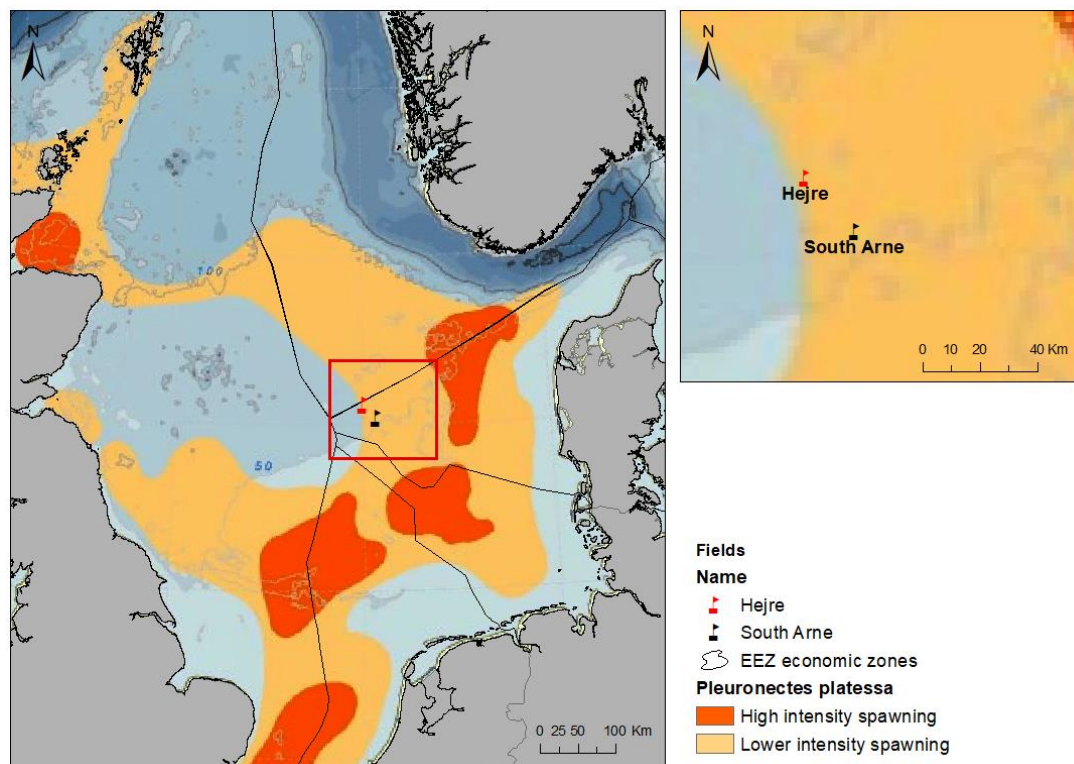 N
100
50
0 25 50 100 Km
N
Hejre
South Arne
0 10 20 40 Km
Fields
Name
Hejre
South Arne
EEZ economic zones
Pleuronectes platessa
High intensity spawning
Lower intensity spawning